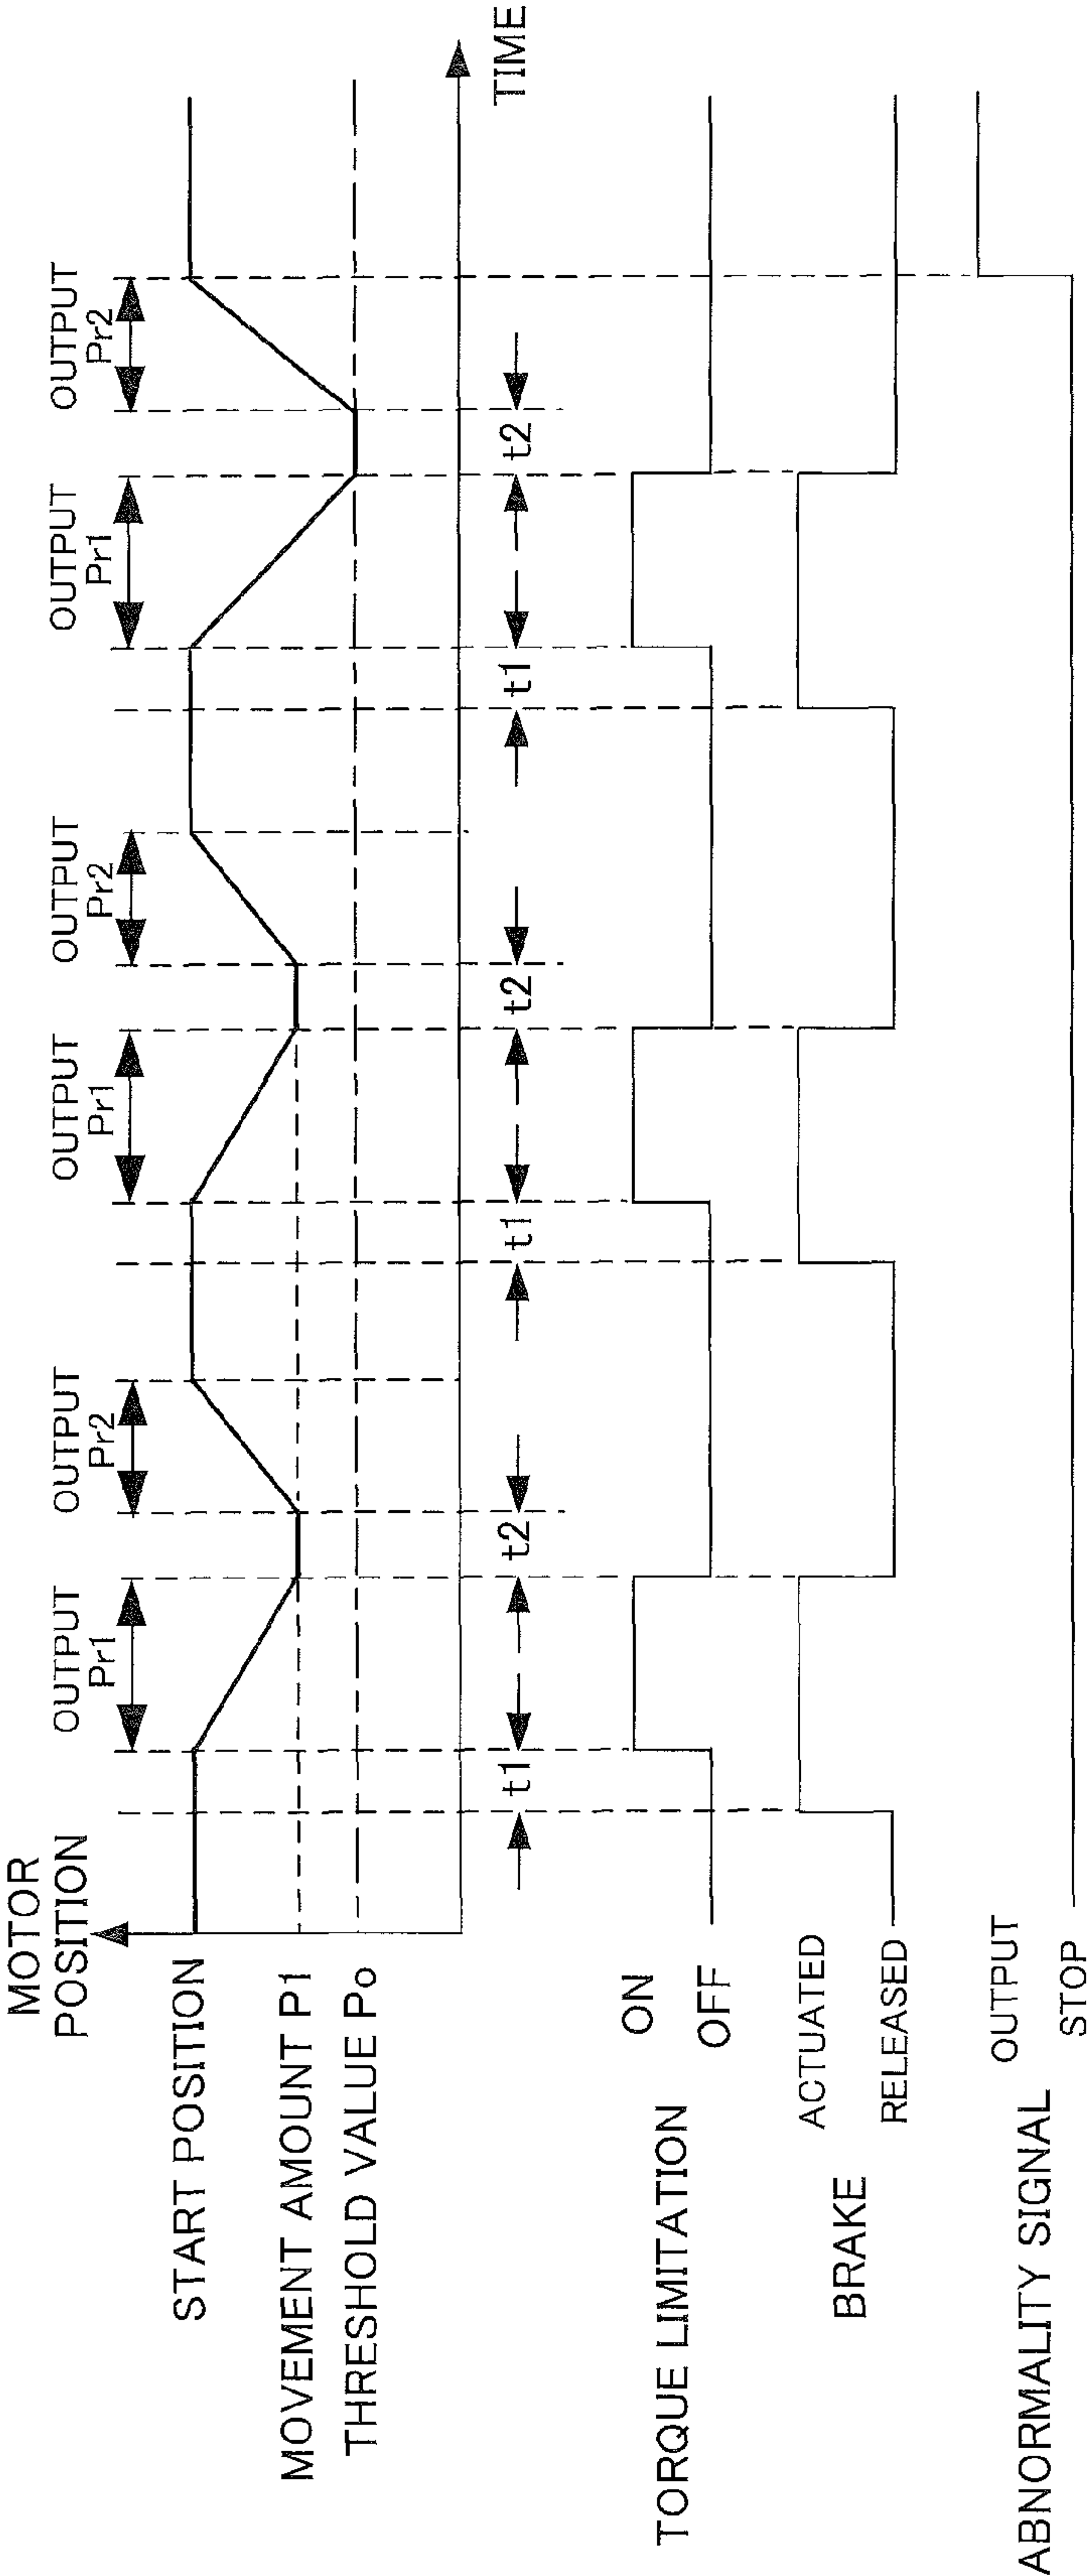 MOTOR
POSITION
START POSITION
MOVEMENT AMOUNT P1
THRESHOLD VALUE Po
OUTPUT
Pr1
OUTPUT
Pr2
OUTPUT
Pr1
OUTPUT
Pr2
OUTPUT
Pr1
OUTPUT
Pr2
TIME
t1
t2
t1
t2
t1
t2
TORQUE LIMITATION
ON
OFF
BRAKE
ACTUATED
RELEASED
ABNORMALITY SIGNAL
OUTPUT
STOP